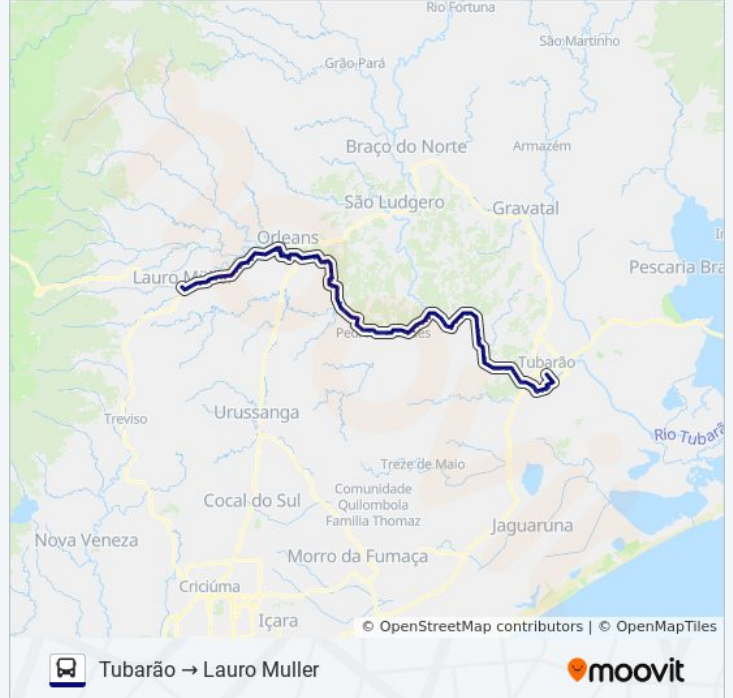 Rio Fortuna
São Martinho
Grão Pará
Braço do Norte
Armazém
São Ludgero
Gravatal
Orleans
Lauro
Pescaria Bra
Tubarão
Urussanga
Treviso
Rio Tubarã
Treze de Maio
Comunidade
Quilombola
Família Thomaz
Cocal do Sul
Jaguaruna
Nova Veneza
Morro da Fumaça
Criciúma
Içara
© OpenStreetMap contributors | © OpenMapTiles
Tubarão → Lauro Muller
moovit